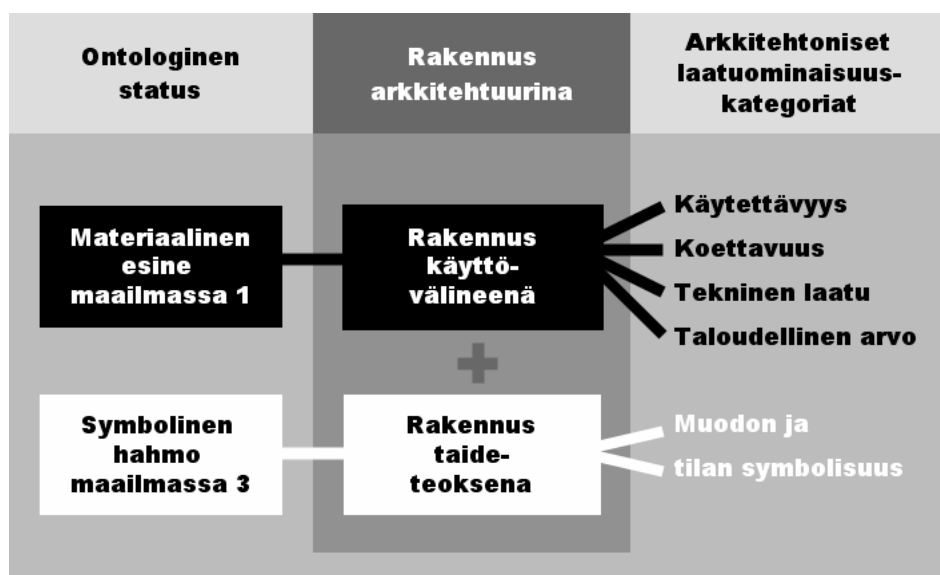 Ontologinen
status
Rakennus
arkkitehtuurina
Arkkitehtoniset
laatuominaisuus-
kategoriat
Materiaalinen
esine
maailmassa 1
Rakennus
käyttö-
välineenä
Käytettävyys
Koettavuus
Tekninen laatu
Taloudellinen arvo
Symbolinen
hahmo
maailmassa 3
Rakennus
taide-
teoksena
Muodon ja
tilan symbolisuus